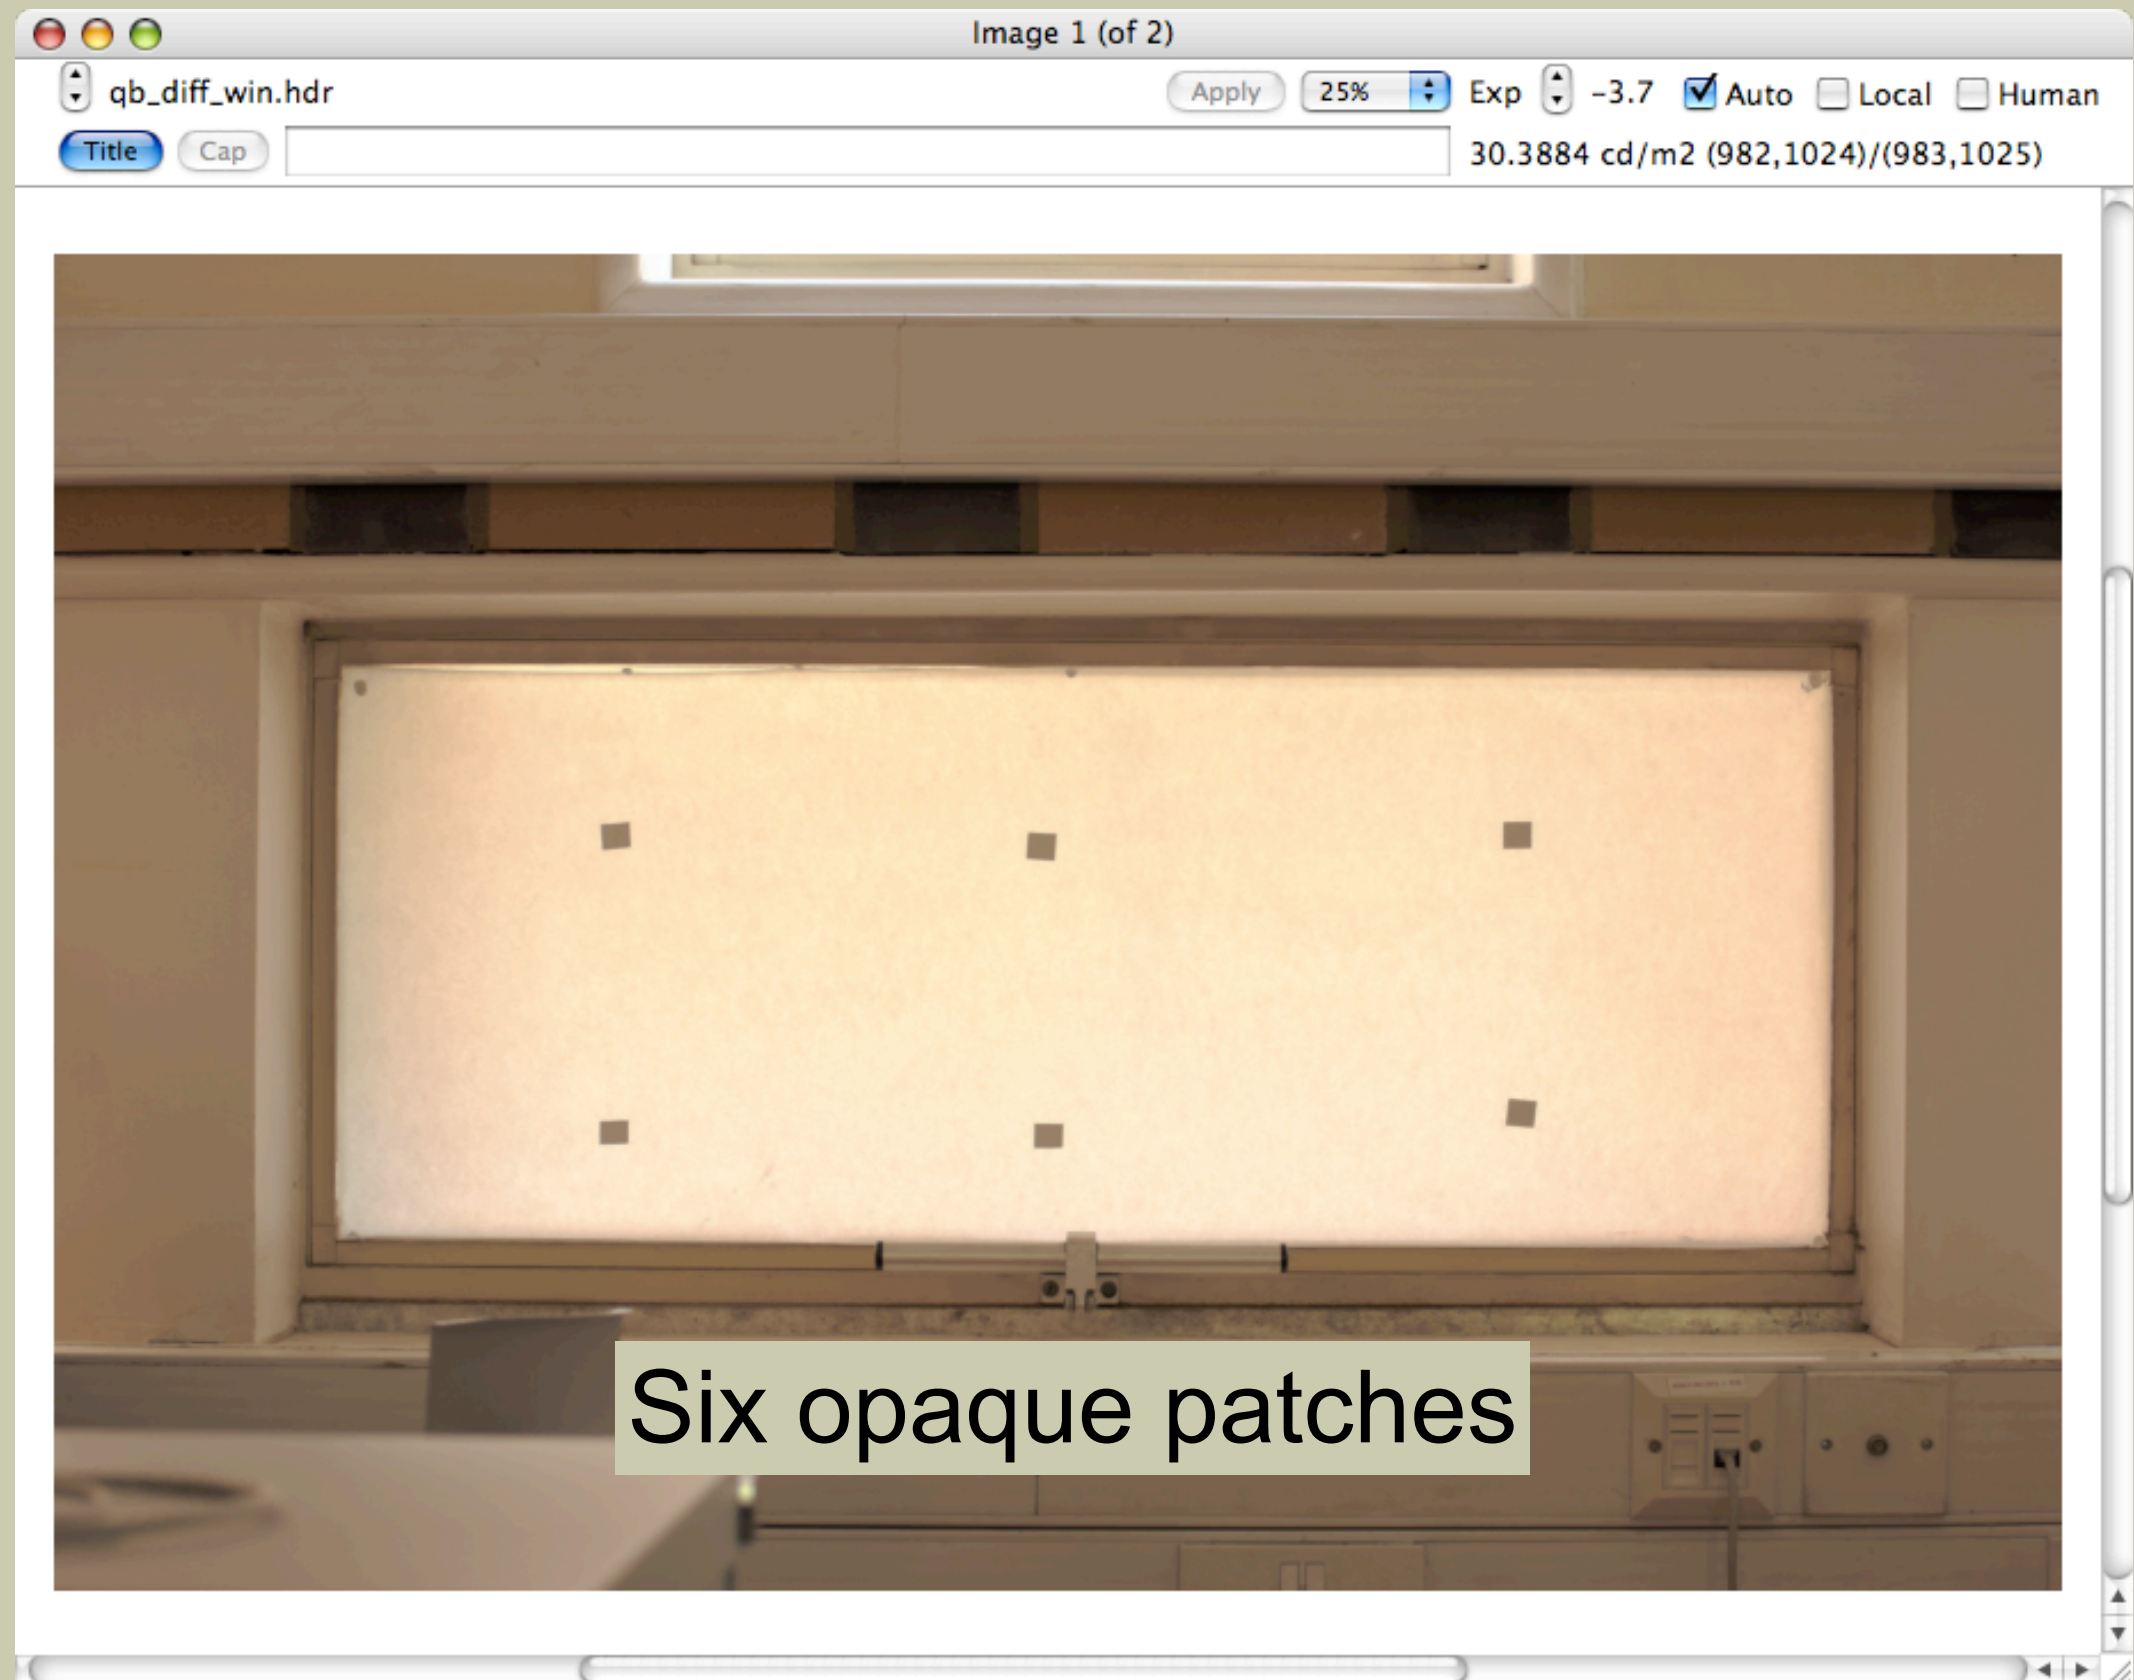 Image 1 (of 2)
qb_diff_win.hdr Apply 25% Exp -3.7 Auto Local Human
Title Cap 30.3884 cd/m2 (982,1024)/(983,1025)
Six opaque patches